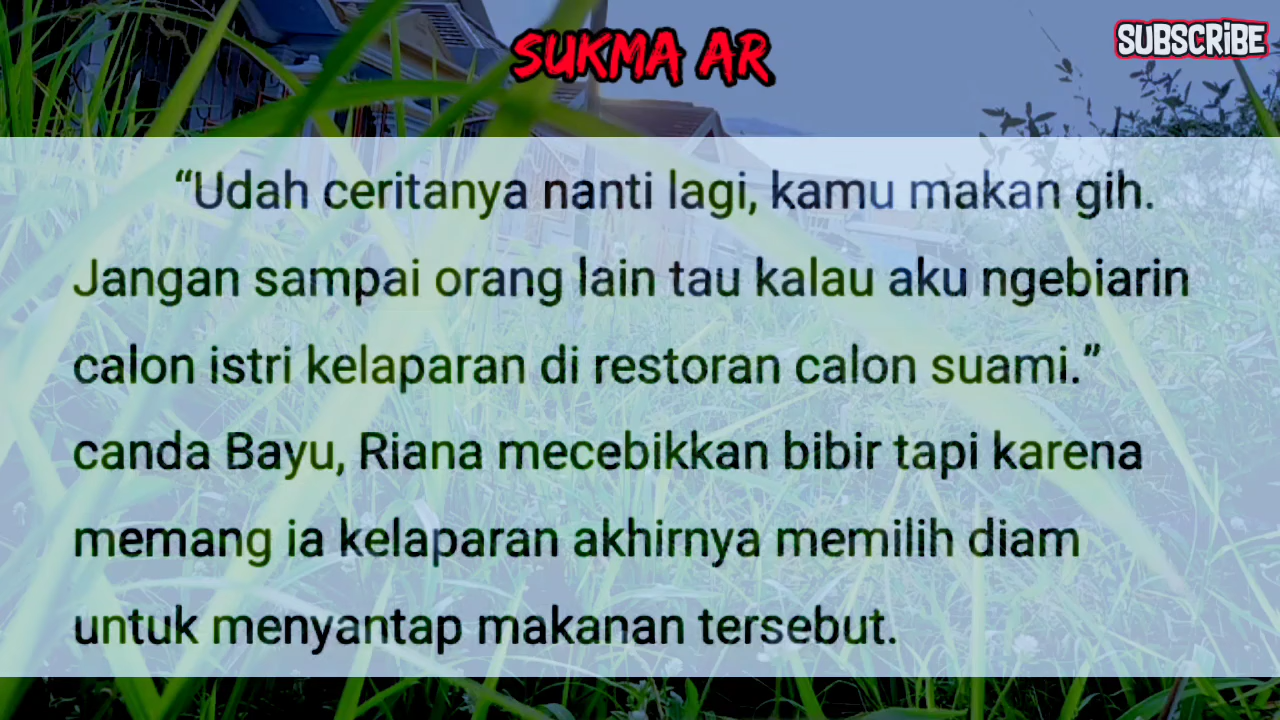 SUKMA AR
SUBSCRIBE
“Udah ceritanya nanti lagi, kamu makan gih.
Jangan sampai orang lain tau kalau aku ngebiarin
calon istri kelaparan di restoran calon suami.”
canda Bayu, Riana mecebikkan bibir tapi karena
memang ia kelaparan akhirnya memilih diam
untuk menyantap makanan tersebut.